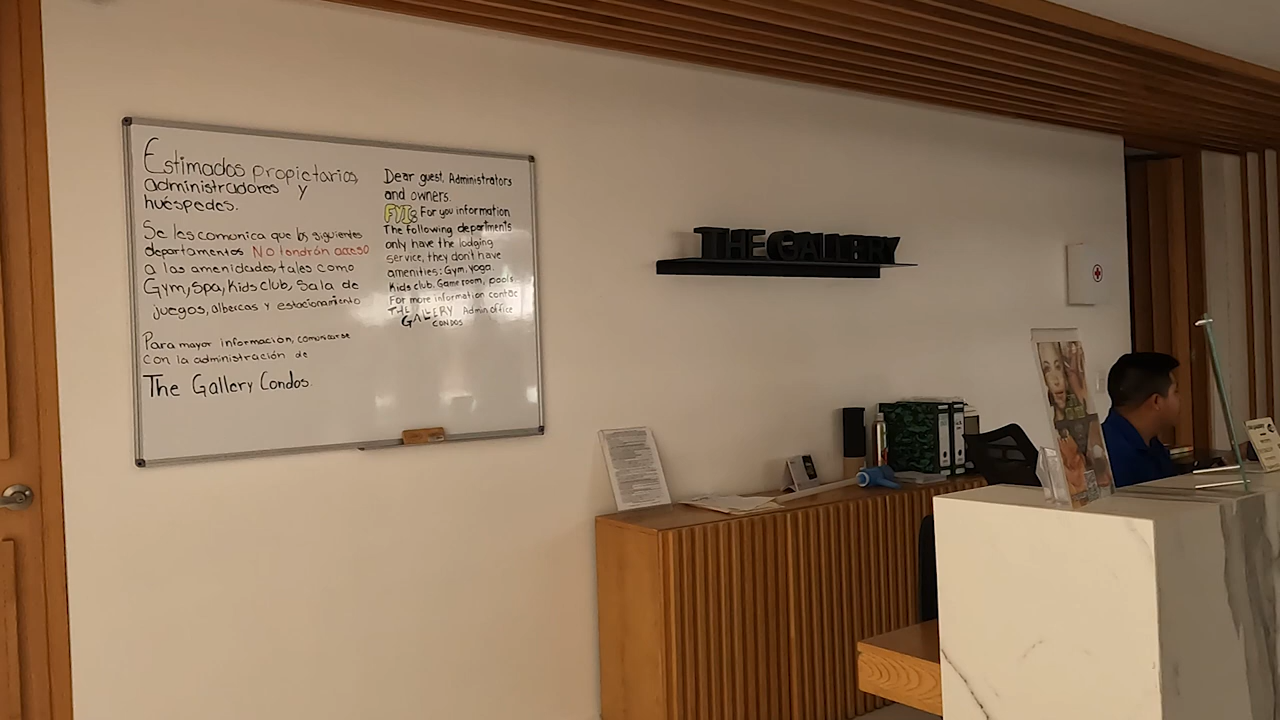 Estimados propietarios,
administradores y
huéspedes.
Se les comunica que los siguientes
departamentos No tendrán acceso
a las amenidades, tales como
Gym, Spa, Kids club, Sala de
juegos, albercas y estacionamiento
Para mayor informacion, comunicarse
con la administración de
The Gallery Condos.
Dear guest, Administrators
and owners.
FYI: For you information
The following departments
only have the lodging
service, they don't have
amenities: Gym, yoga.
Kids club. Game room, pools
For more information contac
THE GALLERY Admin office
CONDOS
THE GALLERY